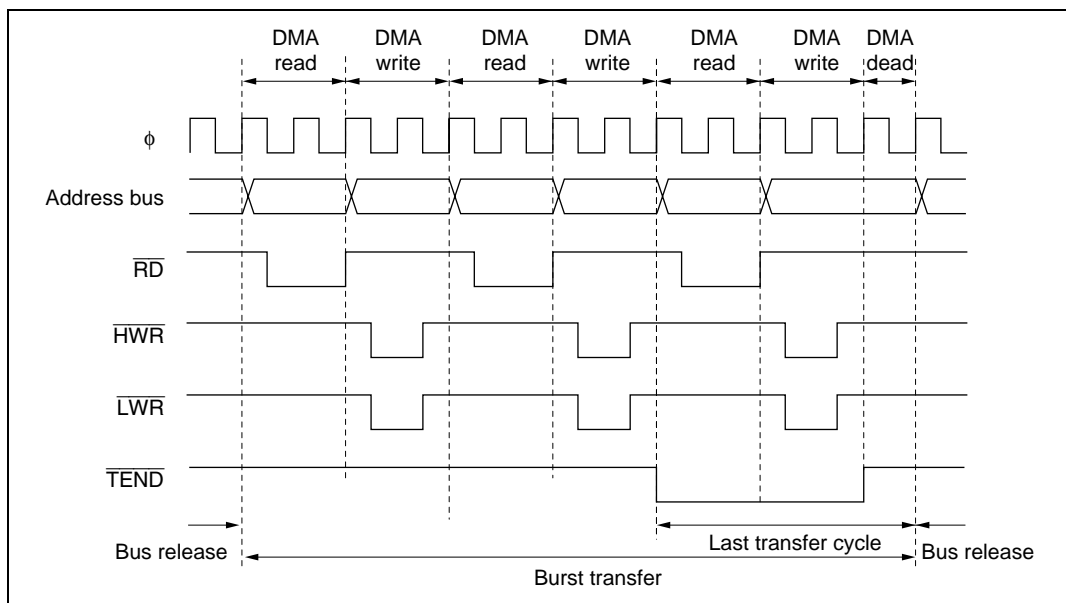 DMA read DMA write DMA read DMA write DMA read DMA write DMA dead
ϕ
Address bus
RD
HWR
LWR
TEND
Bus release
Last transfer cycle
Bus release
Burst transfer